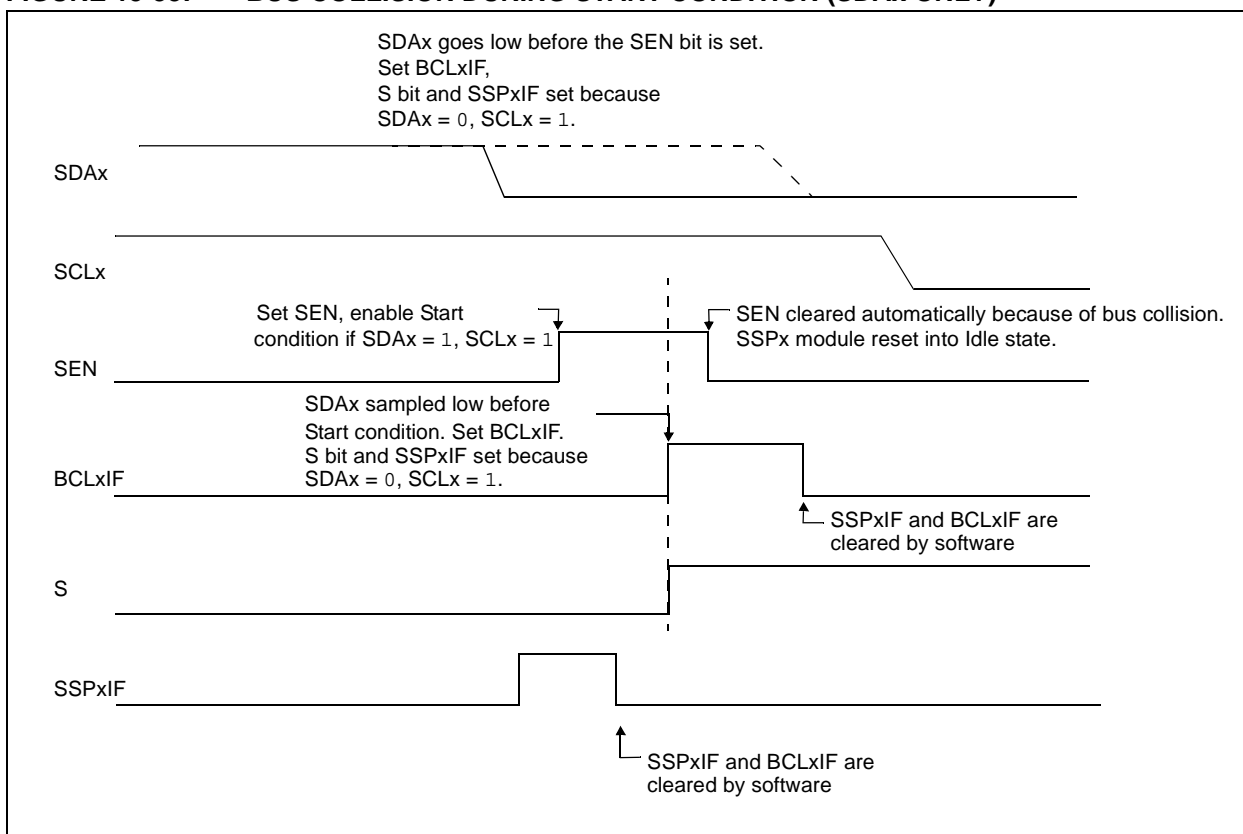 SDAx goes low before the SEN bit is set.
Set BCLxIF,
S bit and SSPxIF set because
SDAx = 0, SCLx = 1.
SDAx
SCLx
Set SEN, enable Start
condition if SDAx = 1, SCLx = 1
SEN cleared automatically because of bus collision.
SSPx module reset into Idle state.
SEN
SDAx sampled low before
Start condition. Set BCLxIF.
S bit and SSPxIF set because
SDAx = 0, SCLx = 1.
BCLxIF
SSPxIF and BCLxIF are
cleared by software
S
SSPxIF
SSPxIF and BCLxIF are
cleared by software